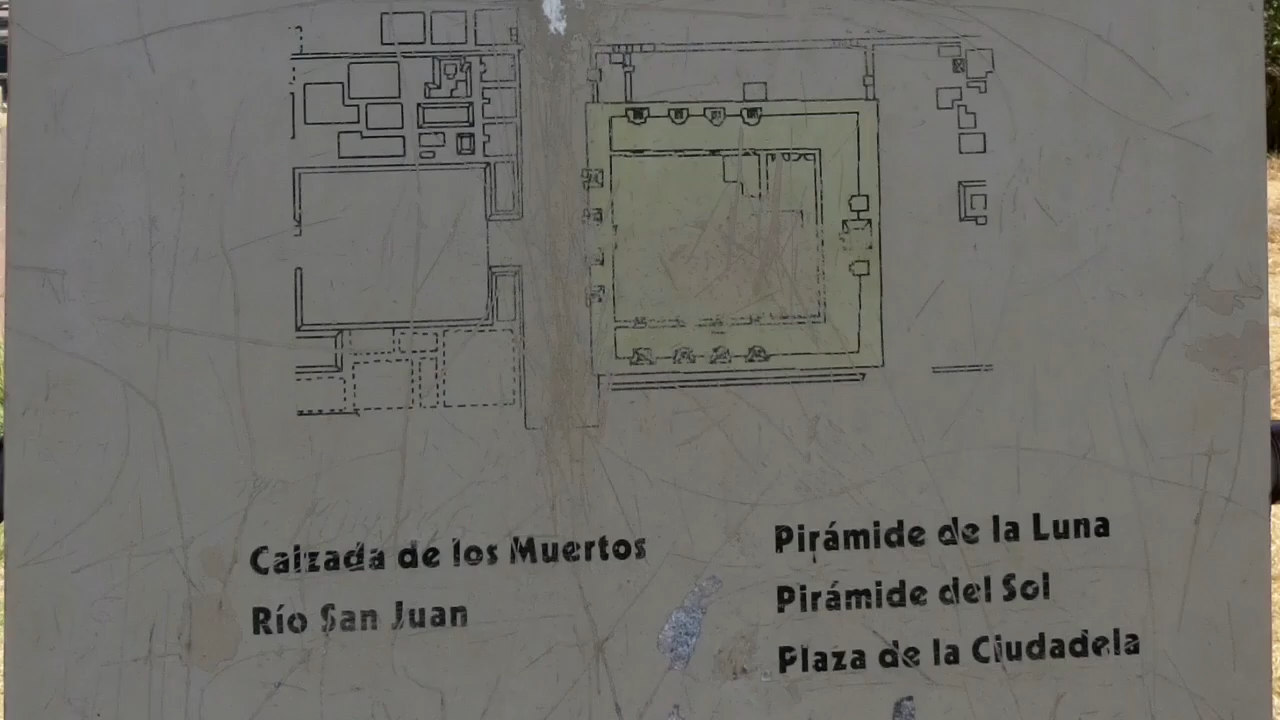 Calzada de los Muertos
Río San Juan
Pirámide de la Luna
Pirámide del Sol
Plaza de la Ciudadela